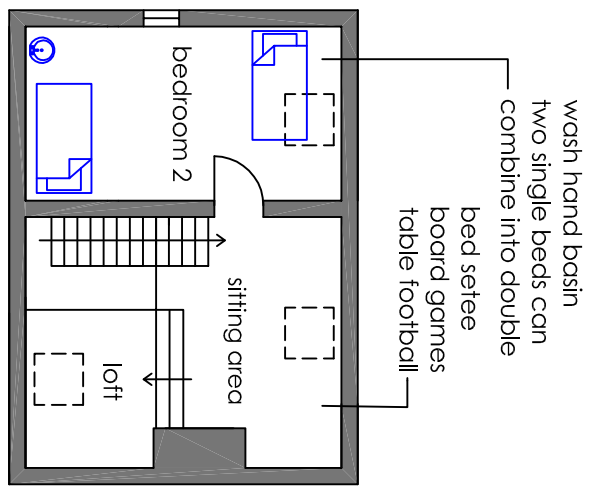 wash hand basin
two single beds can
combine into double
bed setee
board games
table football
bedroom 2
sitting area
loft